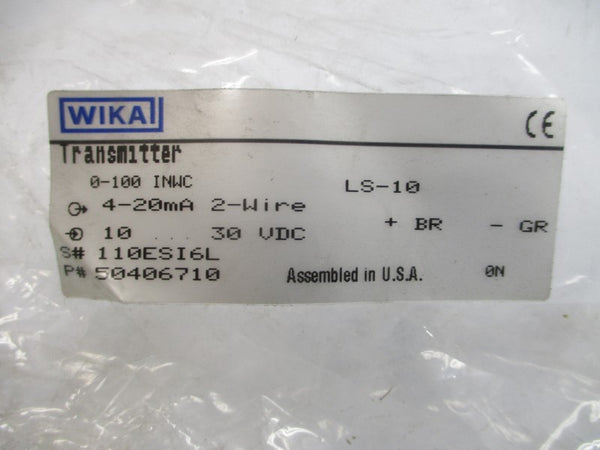 WIKA
CE
Transmitter
0-100 INWC
LS-10
4-20mA 2-Wire
10 ... 30 VDC
+ BR - GR
S# 110ESI6L
P# 50406710
Assembled in U.S.A.
0N